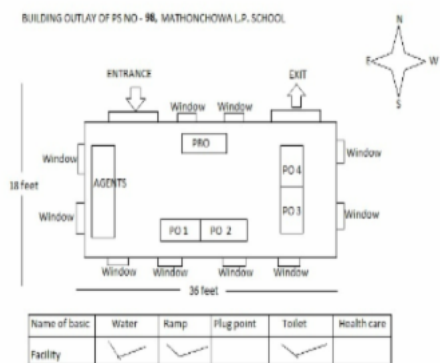 BUILDING OUTLAY OF PS NO - 98, MATHONCHOWA L.P. SCHOOL
N
E W
S
ENTRANCE EXIT
Window Window
PRO
Window Window
AGENTS PO 4
18 feet
PO 3
Window Window
PO 1 PO 2
Window Window Window Window
36 feet
Name of basic Water Ramp Plug point Toilet Health care
Facility